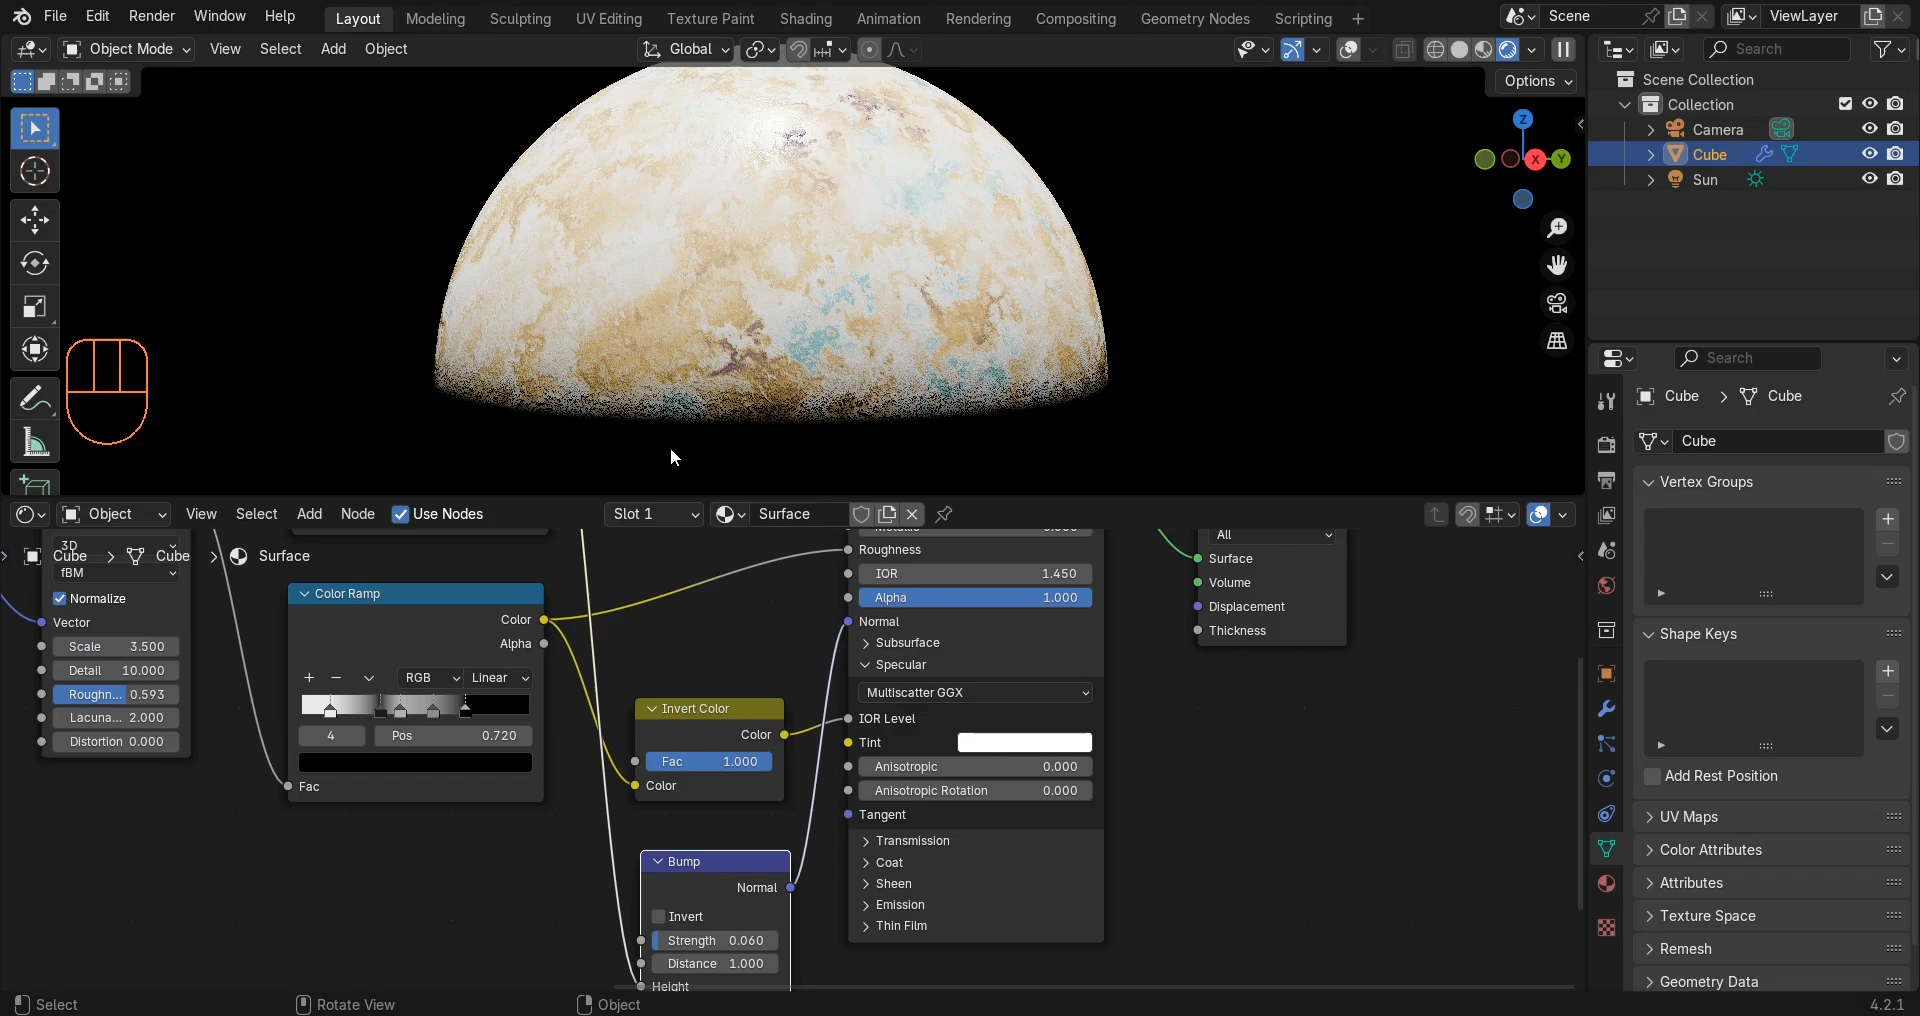 File Edit Render Window Help Layout Modeling Sculpting UV Editing Texture Paint Shading Animation Rendering Compositing Geometry Nodes Scripting + Scene ViewLayer
Object Mode View Select Add Object Global Search
Options
Scene Collection
Collection
Camera
Cube
Sun
Z
X
Y
Search
Cube > Cube
Cube
Vertex Groups
Shape Keys
Add Rest Position
UV Maps
Color Attributes
Attributes
Texture Space
Remesh
Geometry Data
Object View Select Add Node Use Nodes Slot 1 Surface
3D
Cube > Cube > Surface
fBM
Normalize
Vector
Scale 3.500
Detail 10.000
Roughn... 0.593
Lacuna... 2.000
Distortion 0.000
Color Ramp
Color
Alpha
RGB Linear
4 Pos 0.720
Fac
Invert Color
Color
Fac 1.000
Color
Bump
Normal
Invert
Strength 0.060
Distance 1.000
Height
Roughness
IOR 1.450
Alpha 1.000
Normal
Subsurface
Specular
Multiscatter GGX
IOR Level
Tint
Anisotropic 0.000
Anisotropic Rotation 0.000
Tangent
Transmission
Coat
Sheen
Emission
Thin Film
All
Surface
Volume
Displacement
Thickness
Select Rotate View Object 4.2.1